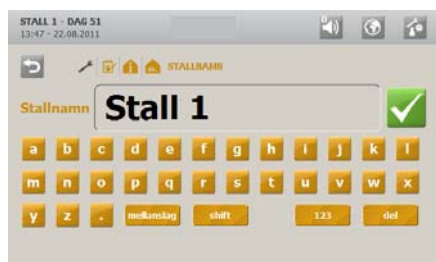 STALL 1 - DAG 51
13:47 - 22.08.2011
STALLNAMN
Stallnamn Stall 1
a b c d e f g h i j k l
m n o p q r s t u v w x
y z . mellanslag shift 123 del